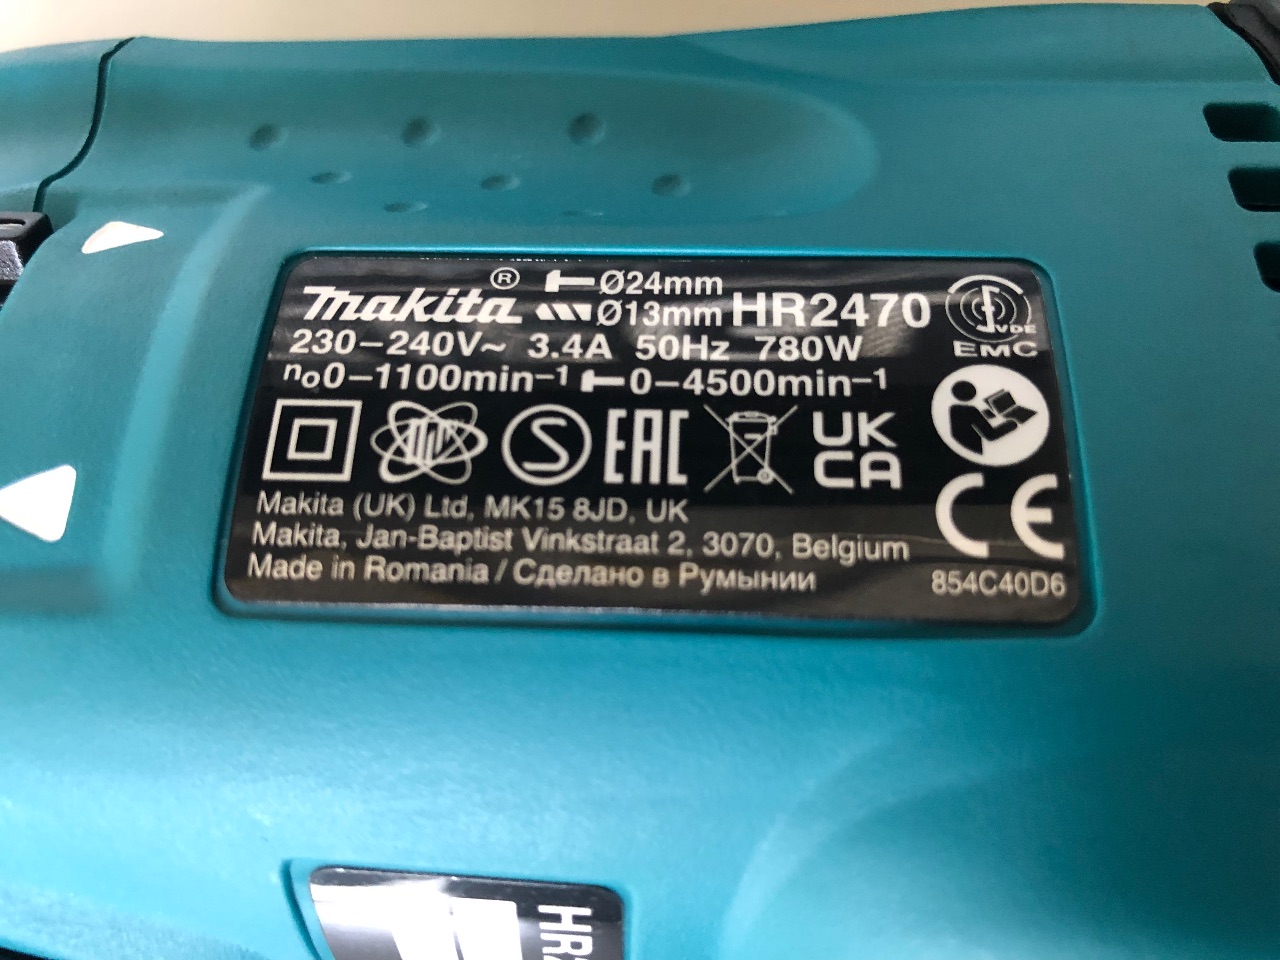 makita® Ø24mm
Ø13mm HR2470
VDE
EMC
230-240V~ 3.4A 50Hz 780W
n₀0-1100min⁻¹ 0-4500min⁻¹
S EAC UK
CA
CE
Makita (UK) Ltd, MK15 8JD, UK
Makita, Jan-Baptist Vinkstraat 2, 3070, Belgium
Made in Romania / Сделано в Румынии
854C40D6